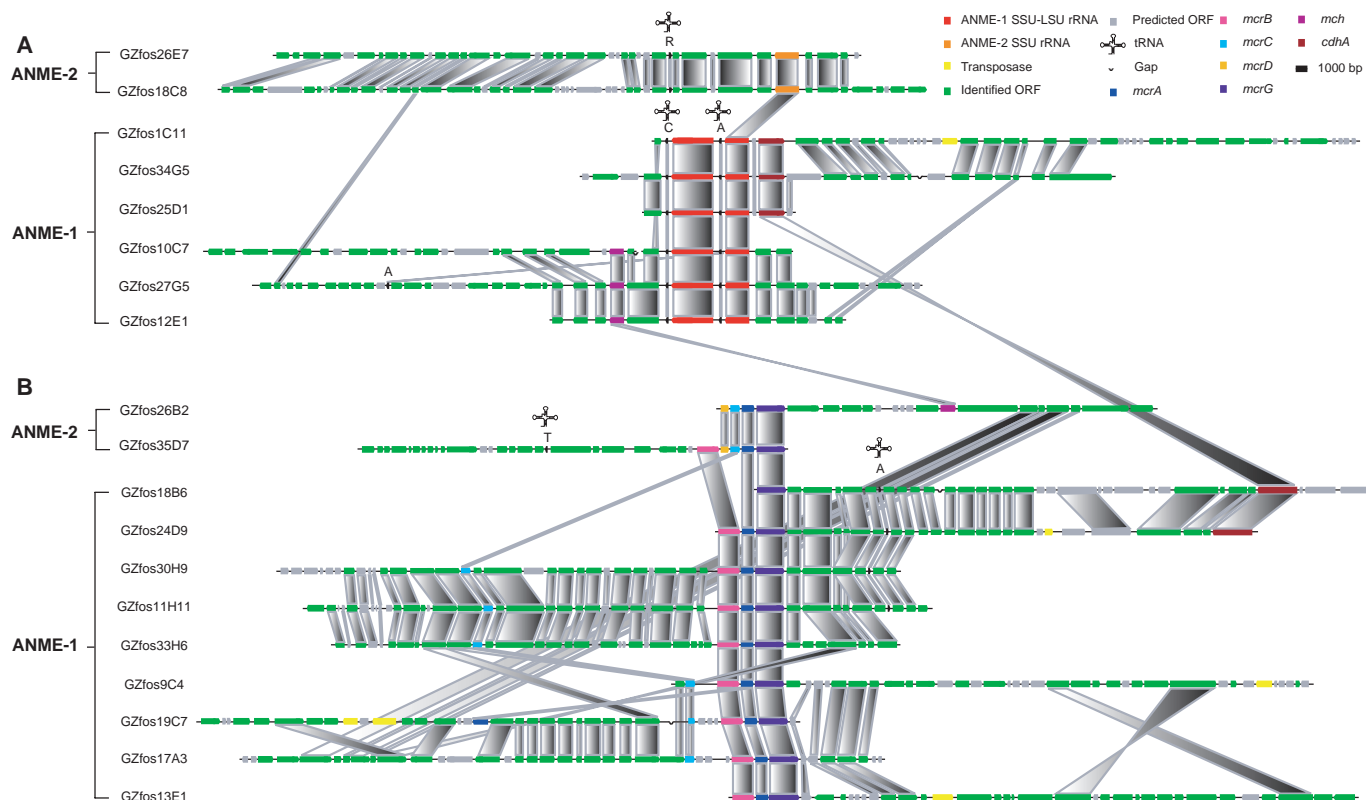 A
ANME-2
GZfos26E7
GZfos18C8
R
ANME-1 SSU-LSU rRNA
ANME-2 SSU rRNA
Transposase
Identified ORF
Predicted ORF
tRNA
Gap
mcrA
mcrB
mcrC
mcrD
mcrG
mch
cdhA
1000 bp
C
A
ANME-1
GZfos1C11
GZfos34G5
GZfos25D1
GZfos10C7
A
GZfos27G5
GZfos12E1
B
ANME-2
GZfos26B2
GZfos35D7
T
A
ANME-1
GZfos18B6
GZfos24D9
GZfos30H9
GZfos11H11
GZfos33H6
GZfos9C4
GZfos19C7
GZfos17A3
GZfos13E1